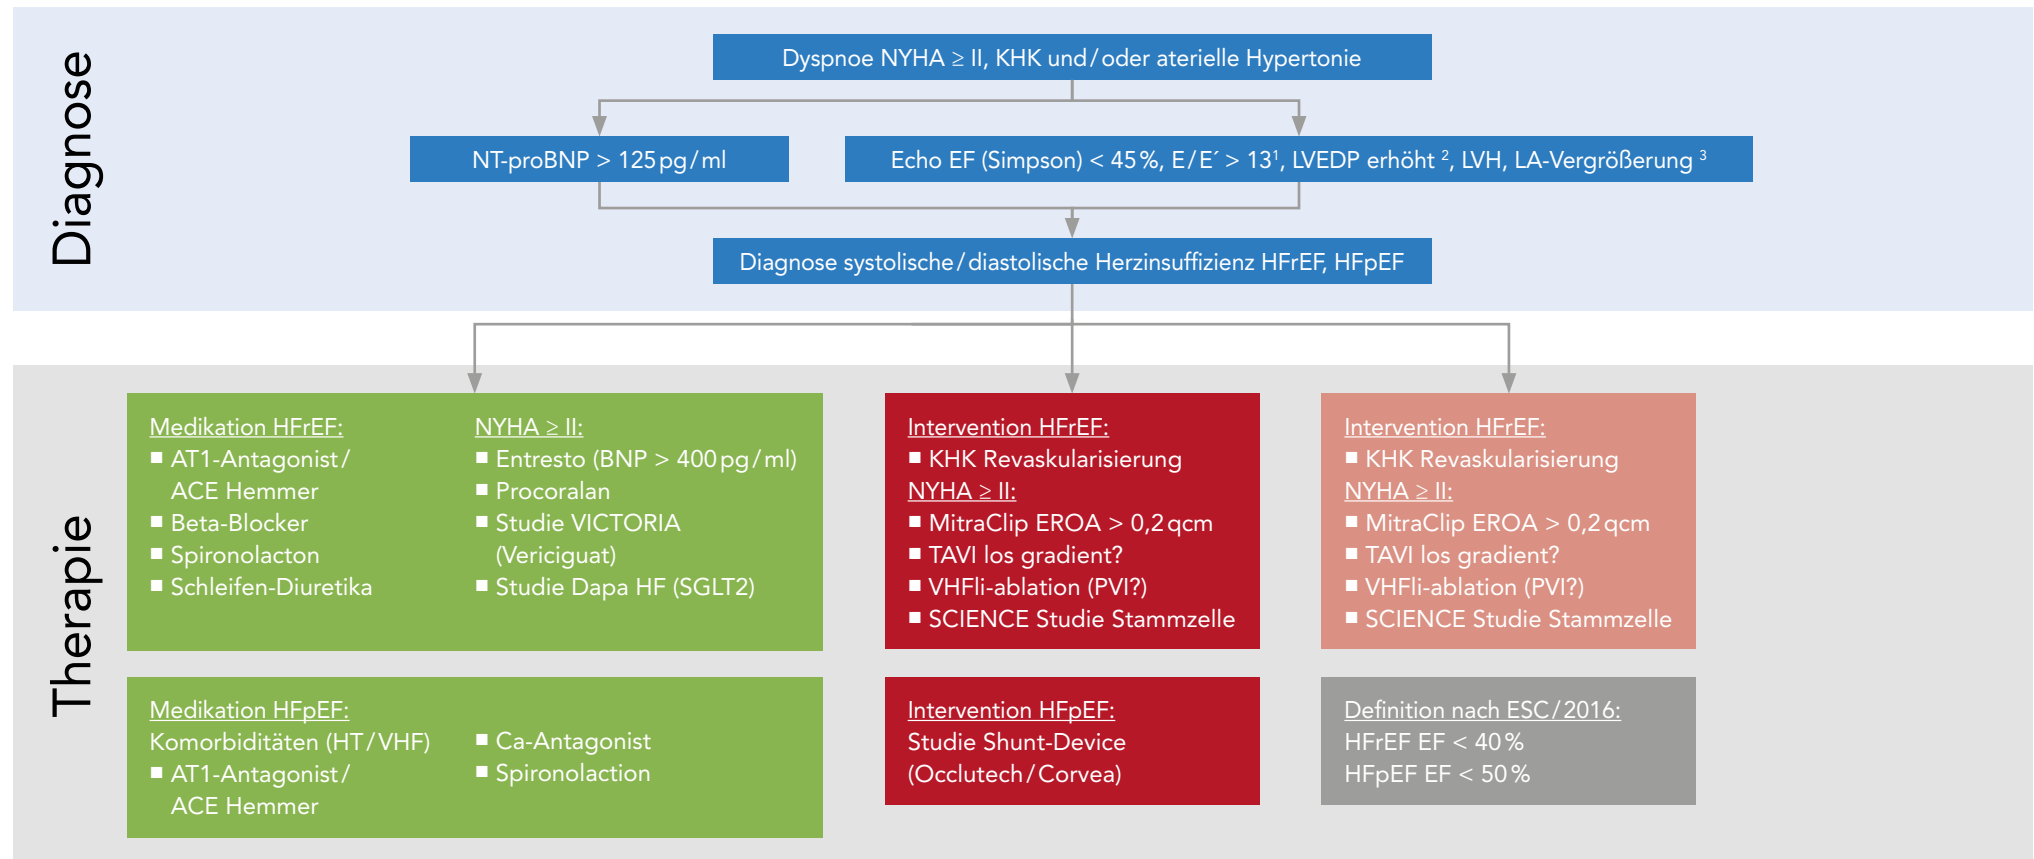 Diagnose
Dyspnoe NYHA ≥ II, KHK und/oder aterielle Hypertonie
NT-proBNP > 125 pg/ml
Echo EF (Simpson) < 45 %, E/E´ > 13¹, LVEDP erhöht ², LVH, LA-Vergrößerung ³
Diagnose systolische/diastolische Herzinsuffizienz HFrEF, HFpEF
Therapie
Medikation HFrEF:
■ AT1-Antagonist/
ACE Hemmer
■ Beta-Blocker
■ Spironolacton
■ Schleifen-Diuretika
NYHA ≥ II:
■ Entresto (BNP > 400 pg/ml)
■ Procoralan
■ Studie VICTORIA
(Vericiguat)
■ Studie Dapa HF (SGLT2)
Intervention HFrEF:
■ KHK Revaskularisierung
NYHA ≥ II:
■ MitraClip EROA > 0,2 qcm
■ TAVI los gradient?
■ VHFli-ablation (PVI?)
■ SCIENCE Studie Stammzelle
Intervention HFrEF:
■ KHK Revaskularisierung
NYHA ≥ II:
■ MitraClip EROA > 0,2 qcm
■ TAVI los gradient?
■ VHFli-ablation (PVI?)
■ SCIENCE Studie Stammzelle
Medikation HFpEF:
Komorbiditäten (HT/VHF)
■ AT1-Antagonist/
ACE Hemmer
■ Ca-Antagonist
■ Spironolaction
Intervention HFpEF:
Studie Shunt-Device
(Occlutech/Corvea)
Definition nach ESC/2016:
HFrEF EF < 40 %
HFpEF EF < 50 %